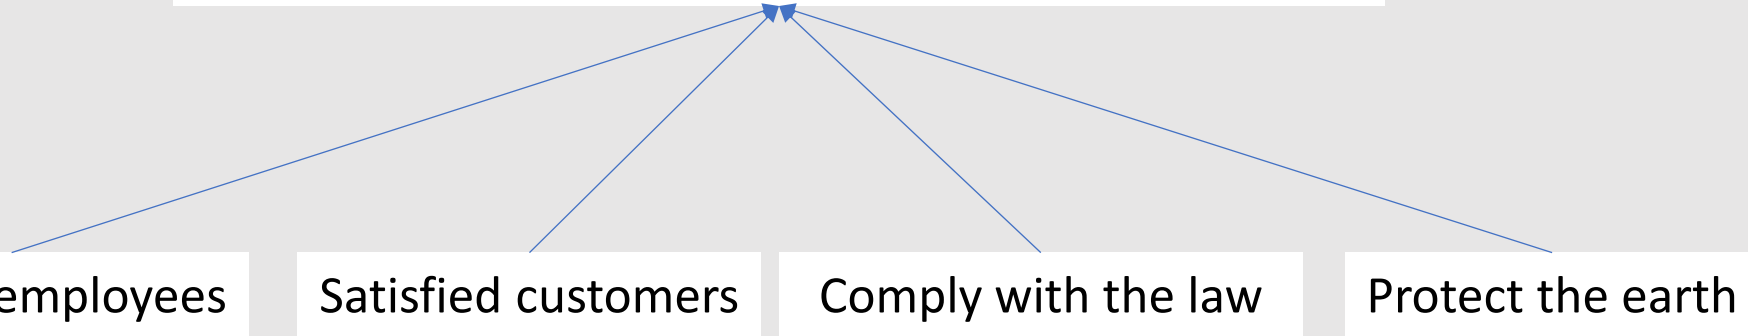 employees
Satisfied customers
Comply with the law
Protect the earth